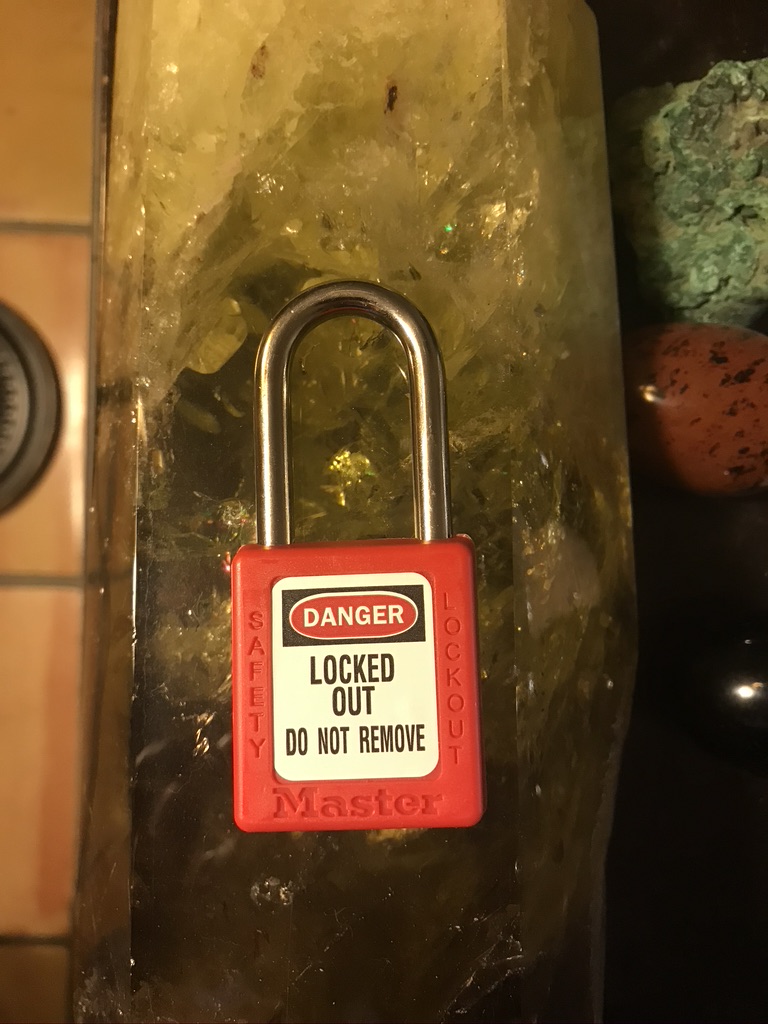 DANGER
LOCKED
OUT
DO NOT REMOVE
SAFETY
LOCKOUT
Master